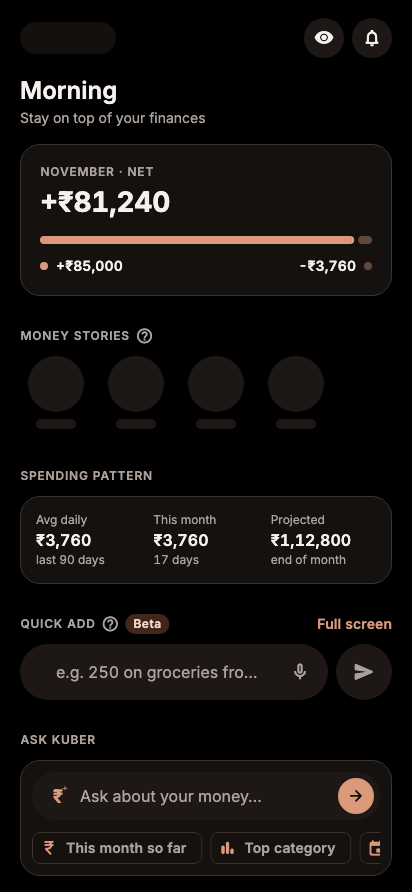 Morning
Stay on top of your finances
NOVEMBER · NET
+₹81,240
+₹85,000
-₹3,760
MONEY STORIES
SPENDING PATTERN
Avg daily This month Projected
₹3,760 ₹3,760 ₹1,12,800
last 90 days 17 days end of month
QUICK ADD Beta Full screen
e.g. 250 on groceries fro...
ASK KUBER
Ask about your money...
This month so far Top category